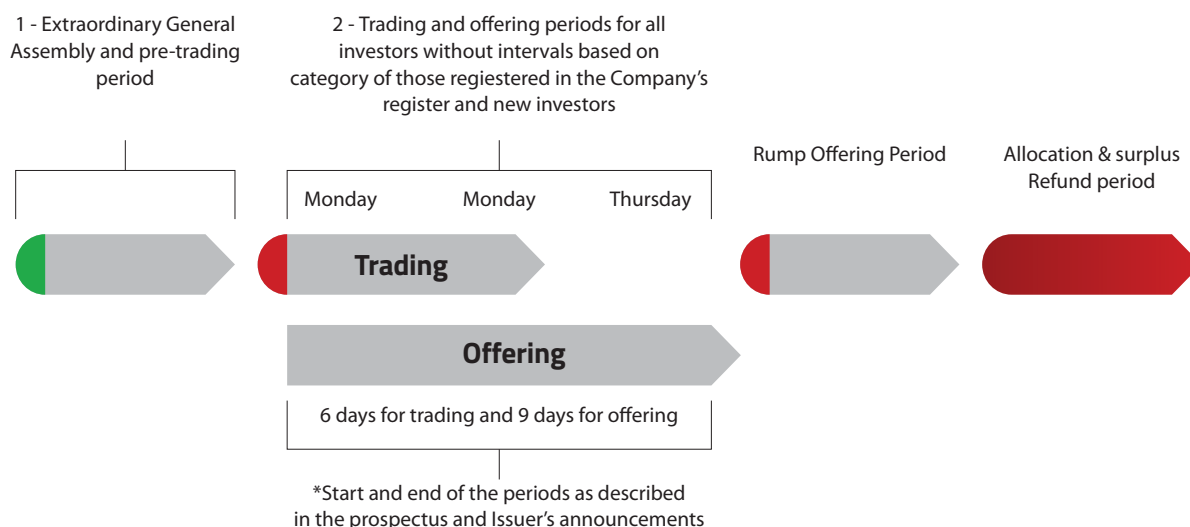 1 - Extraordinary General
Assembly and pre-trading
period
2 - Trading and offering periods for all
investors without intervals based on
category of those regiestered in the Company’s
register and new investors
Rump Offering Period
Allocation & surplus
Refund period
Monday
Monday
Thursday
Trading
Offering
6 days for trading and 9 days for offering
*Start and end of the periods as described
in the prospectus and Issuer’s announcements